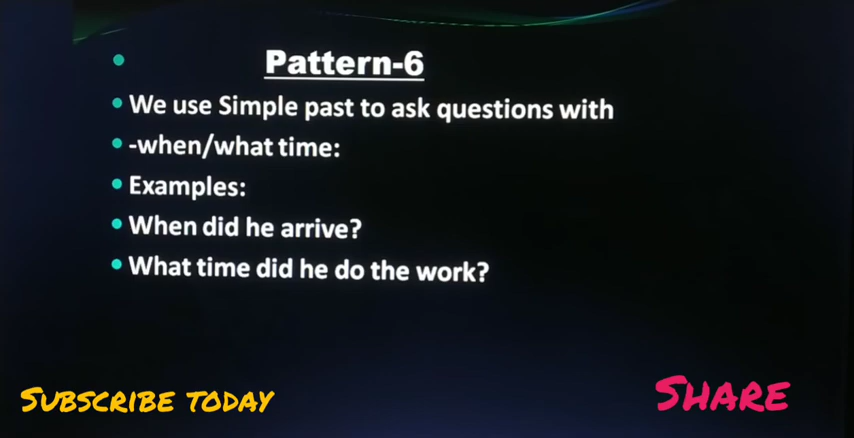 Pattern-6
We use Simple past to ask questions with
-when/what time:
Examples:
When did he arrive?
What time did he do the work?
SUBSCRIBE TODAY
SHARE